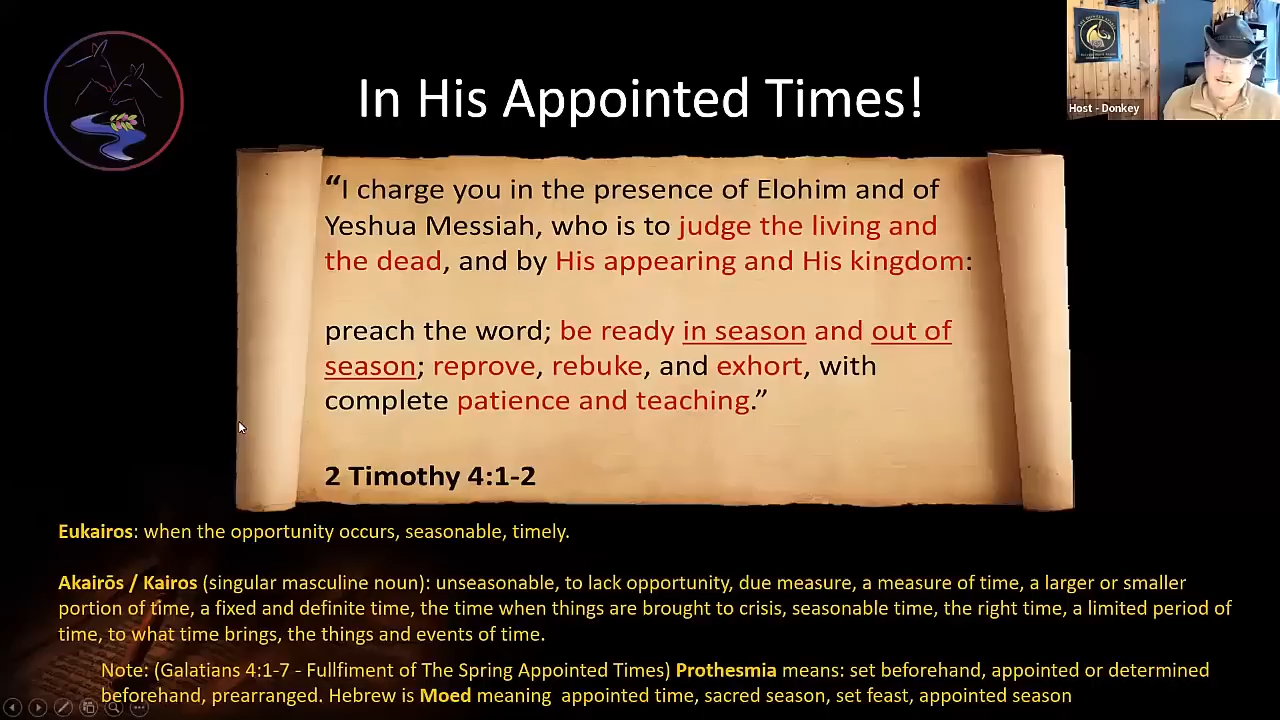 In His Appointed Times!
Host - Donkey
“I charge you in the presence of Elohim and of
Yeshua Messiah, who is to judge the living and
the dead, and by His appearing and His kingdom:
preach the word; be ready in season and out of
season; reprove, rebuke, and exhort, with
complete patience and teaching.”
2 Timothy 4:1-2
Eukairos: when the opportunity occurs, seasonable, timely.
Akairōs / Kairos (singular masculine noun): unseasonable, to lack opportunity, due measure, a measure of time, a larger or smaller
portion of time, a fixed and definite time, the time when things are brought to crisis, seasonable time, the right time, a limited period of
time, to what time brings, the things and events of time.
Note: (Galatians 4:1-7 - Fullfiment of The Spring Appointed Times) Prothesmia means: set beforehand, appointed or determined
beforehand, prearranged. Hebrew is Moed meaning appointed time, sacred season, set feast, appointed season